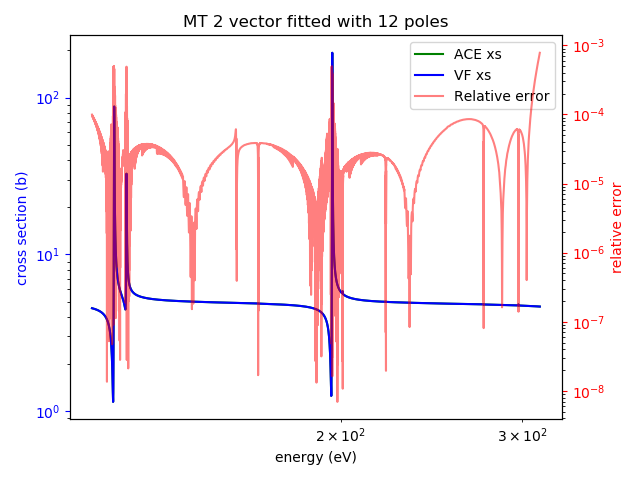 MT 2 vector fitted with 12 poles
ACE xs
VF xs
Relative error
cross section (b)
10²
10¹
10⁰
10⁻³
10⁻⁴
10⁻⁵
10⁻⁶
10⁻⁷
10⁻⁸
relative error
2 × 10²
3 × 10²
energy (eV)